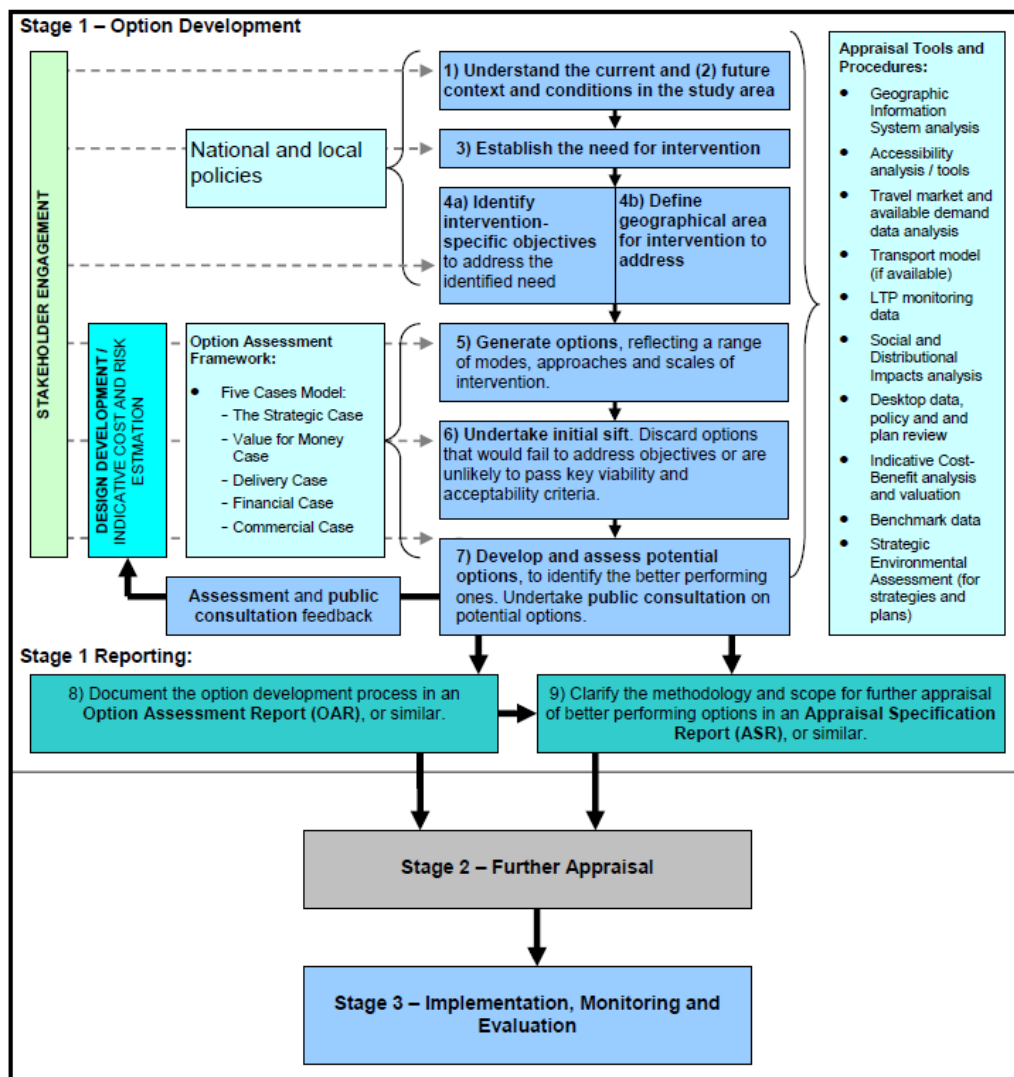 Stage 1 – Option Development
STAKEHOLDER ENGAGEMENT
National and local
policies
1) Understand the current and (2) future
context and conditions in the study area
3) Establish the need for intervention
4a) Identify
intervention-
specific objectives
to address the
identified need
4b) Define
geographical area
for intervention to
address
DESIGN DEVELOPMENT /
INDICATIVE COST AND RISK
ESTMATION
Option Assessment
Framework:
● Five Cases Model:
- The Strategic Case
- Value for Money
Case
- Delivery Case
- Financial Case
- Commercial Case
5) Generate options, reflecting a range
of modes, approaches and scales of
intervention.
6) Undertake initial sift. Discard options
that would fail to address objectives or are
unlikely to pass key viability and
acceptability criteria.
7) Develop and assess potential
options, to identify the better performing
ones. Undertake public consultation on
potential options.
Assessment and public
consultation feedback
Appraisal Tools and
Procedures:
● Geographic
Information
System analysis
● Accessibility
analysis / tools
● Travel market and
available demand
data analysis
● Transport model
(if available)
● LTP monitoring
data
● Social and
Distributional
Impacts analysis
● Desktop data,
policy and and
plan review
● Indicative Cost-
Benefit analysis
and valuation
● Benchmark data
● Strategic
Environmental
Assessment (for
strategies and
plans)
Stage 1 Reporting:
8) Document the option development process in an
Option Assessment Report (OAR), or similar.
9) Clarify the methodology and scope for further appraisal
of better performing options in an Appraisal Specification
Report (ASR), or similar.
Stage 2 – Further Appraisal
Stage 3 – Implementation, Monitoring and
Evaluation